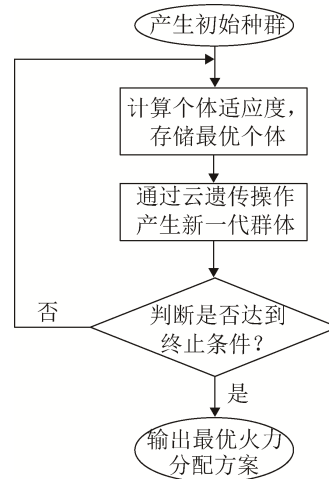 产生初始种群
计算个体适应度，
存储最优个体
通过云遗传操作
产生新一代群体
判断是否达到
终止条件？
否
是
输出最优火力
分配方案